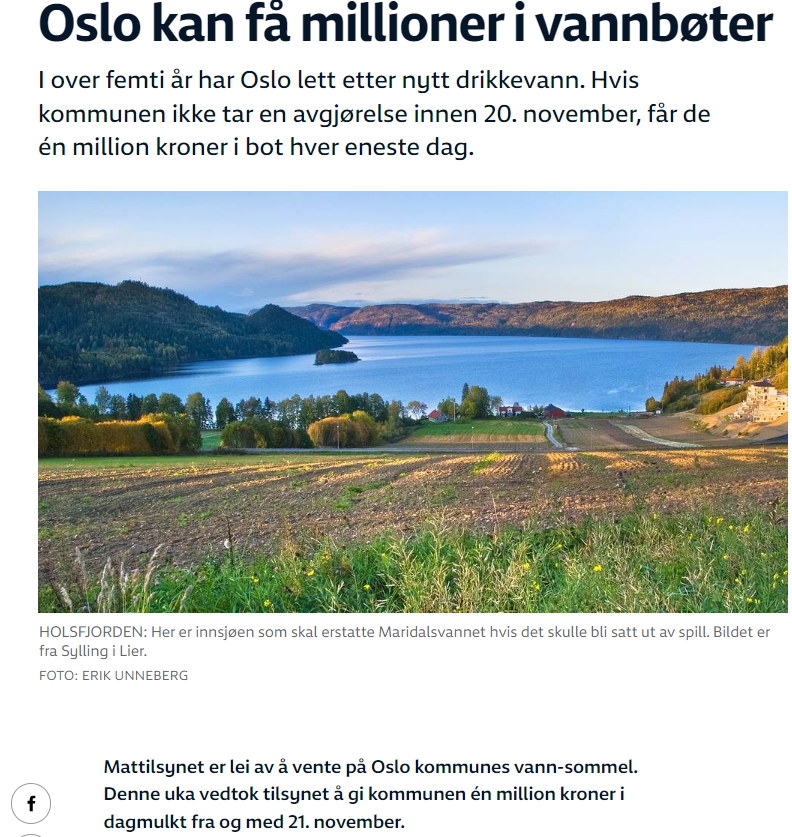 Oslo kan få millioner i vannbøter
I over femti år har Oslo lett etter nytt drikkevann. Hvis
kommunen ikke tar en avgjørelse innen 20. november, får de
én million kroner i bot hver eneste dag.
HOLSFJORDEN: Her er innsjøen som skal erstatte Maridalsvannet hvis det skulle bli satt ut av spill. Bildet er
fra Sylling i Lier.
FOTO: ERIK UNNEBERG
Mattilsynet er lei av å vente på Oslo kommunes vann-sommel.
Denne uka vedtok tilsynet å gi kommunen én million kroner i
dagmulkt fra og med 21. november.
f